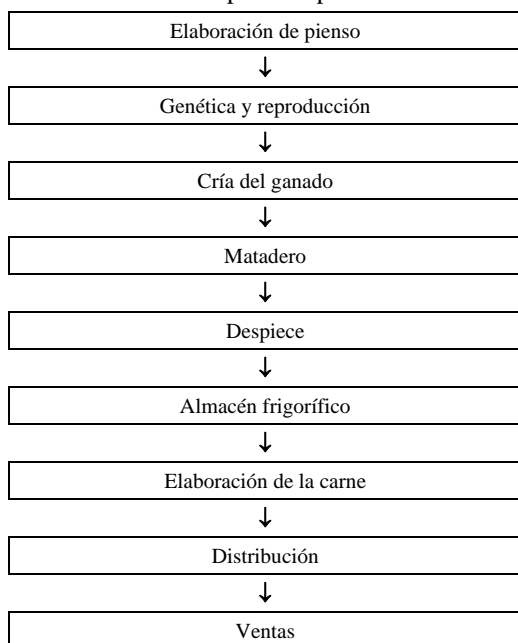 Elaboración de pienso
↓
Genética y reproducción
↓
Cría del ganado
↓
Matadero
↓
Despiece
↓
Almacén frigorífico
↓
Elaboración de la carne
↓
Distribución
↓
Ventas